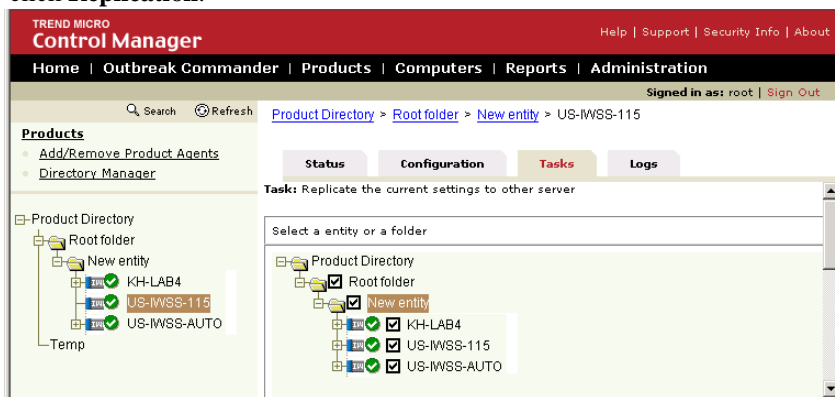 click Replication.
TREND MICRO
Control Manager
Help | Support | Security Info | About
Home | Outbreak Commander | Products | Computers | Reports | Administration
Signed in as: root | Sign Out
Search Refresh
Product Directory > Root folder > New entity > US-IWSS-115
Products
Add/Remove Product Agents
Directory Manager
Status Configuration Tasks Logs
Task: Replicate the current settings to other server
Select a entity or a folder
Product Directory
Root folder
New entity
KH-LAB4
US-IWSS-115
US-IWSS-AUTO
Temp
Product Directory
Root folder
New entity
KH-LAB4
US-IWSS-115
US-IWSS-AUTO